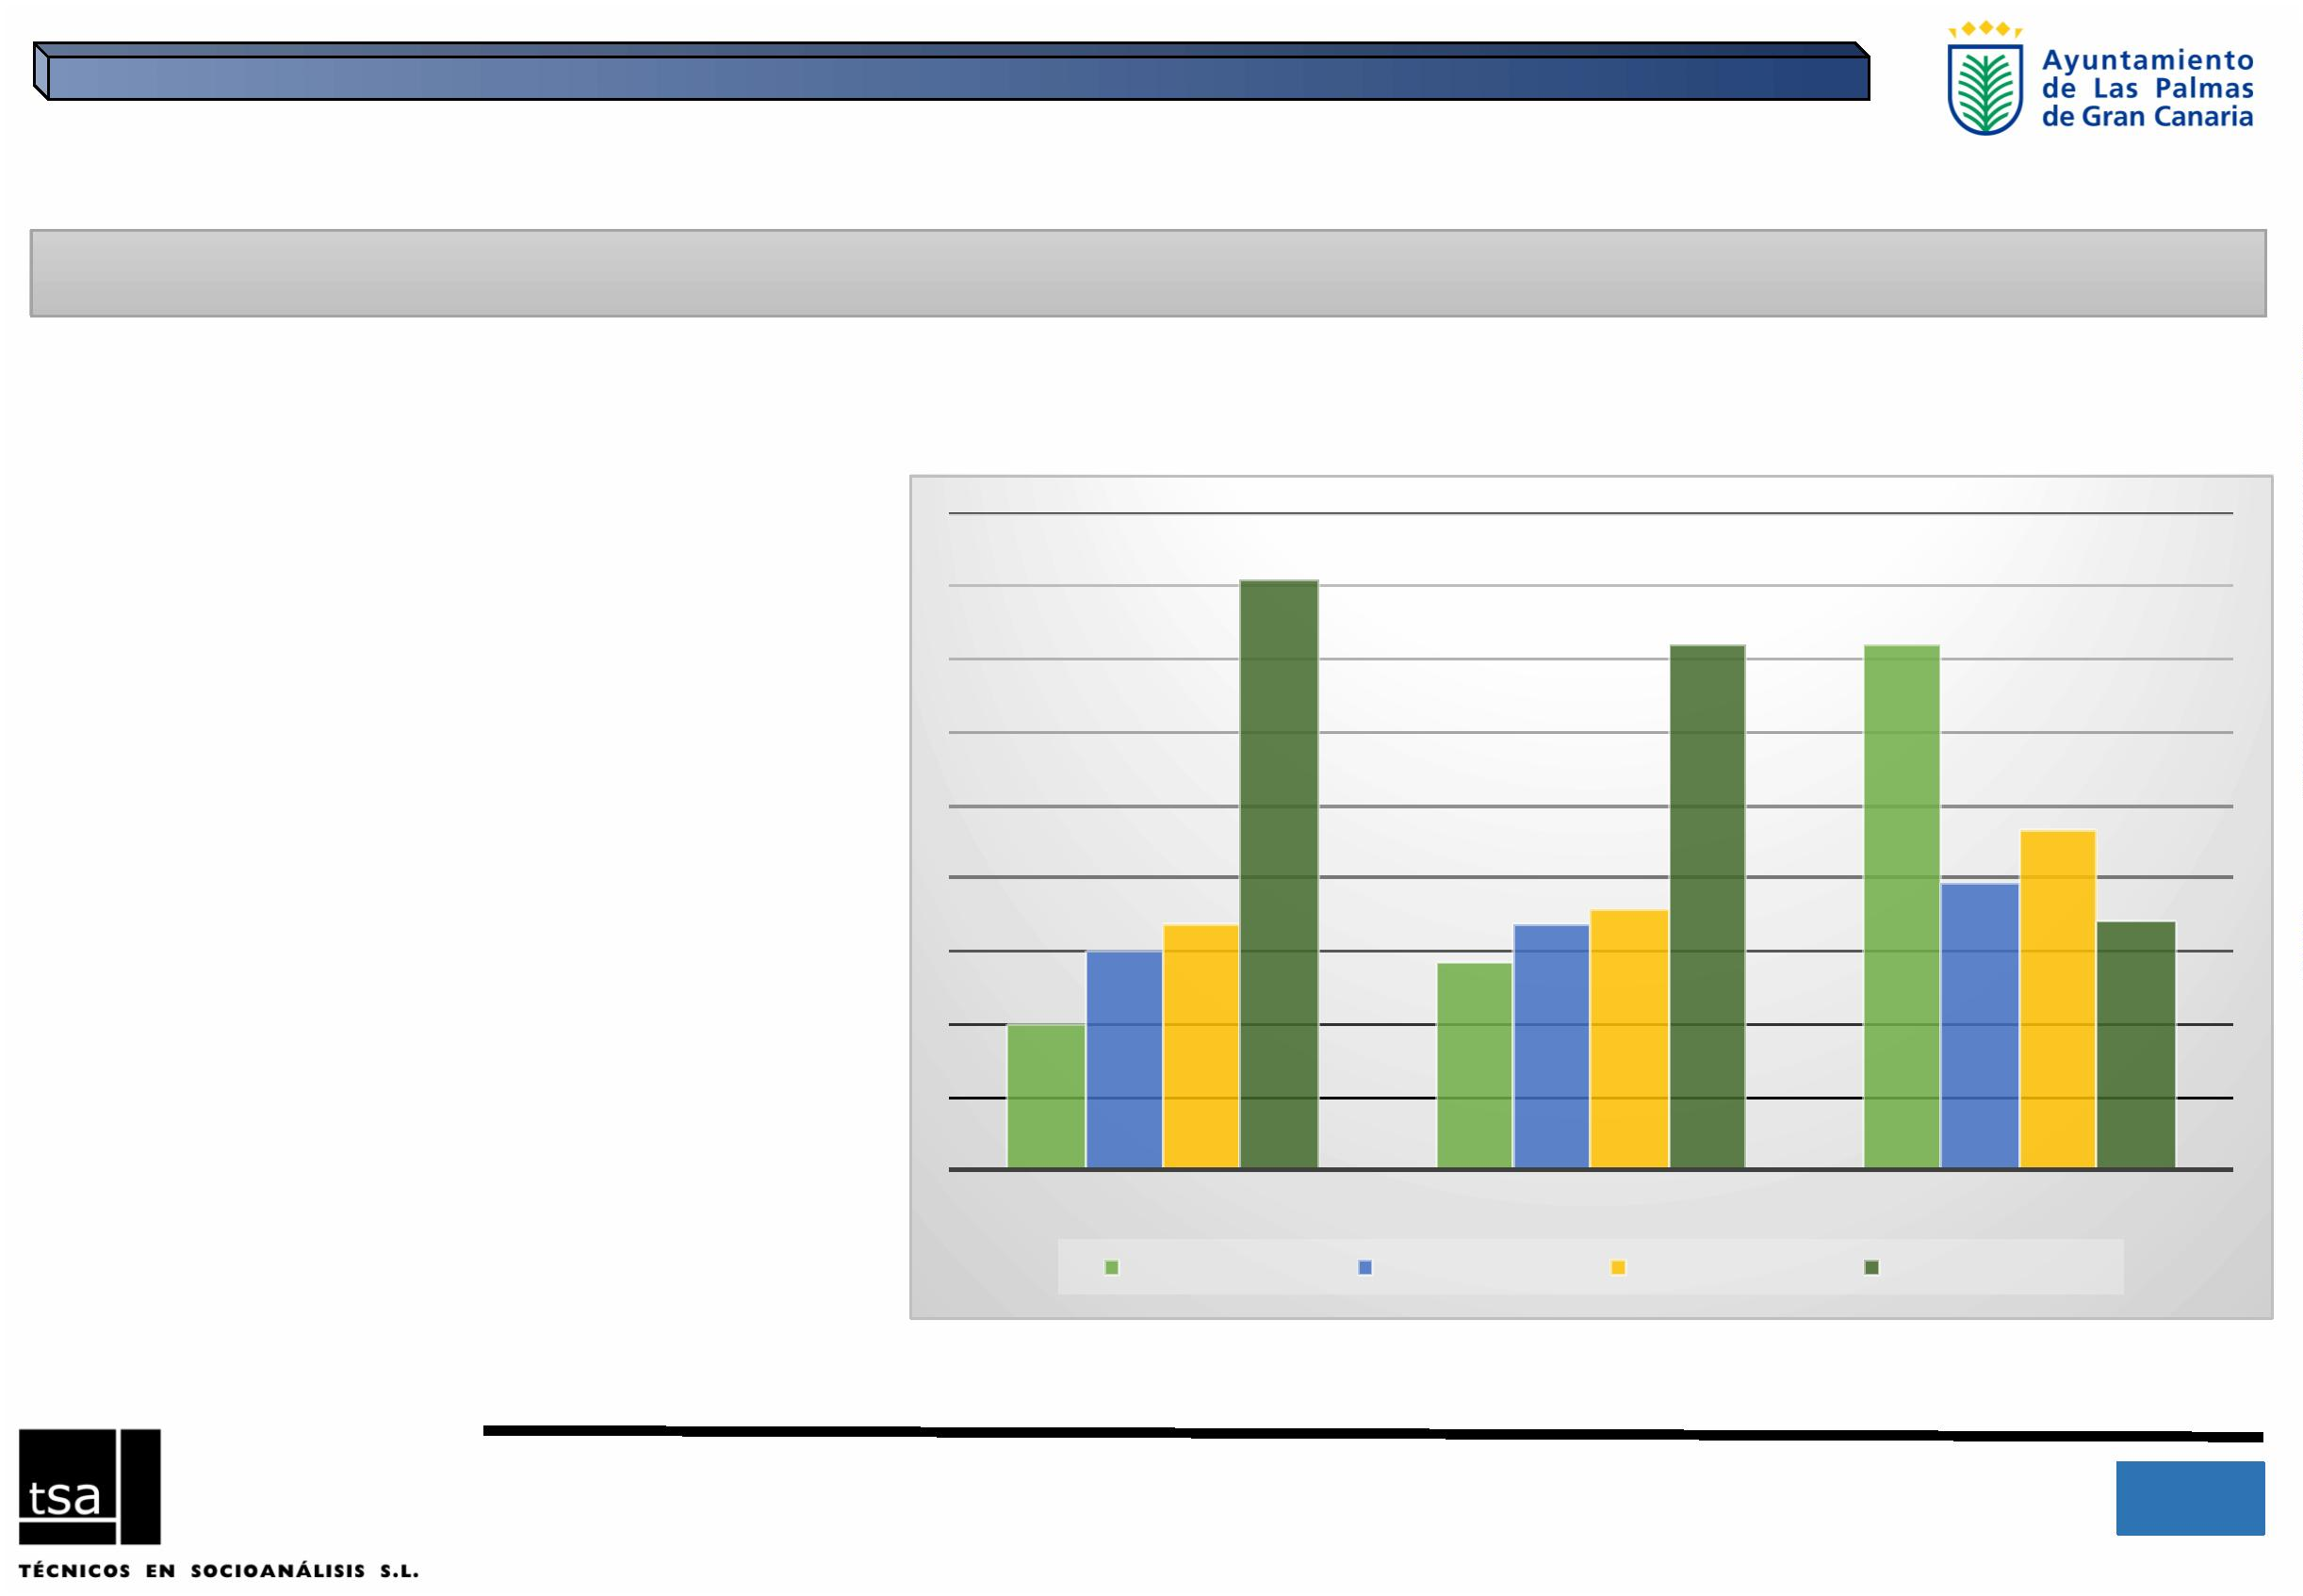 Ayuntamiento
de Las Palmas
de Gran Canaria
tsa
TÉCNICOS EN SOCIOANÁLISIS S.L.